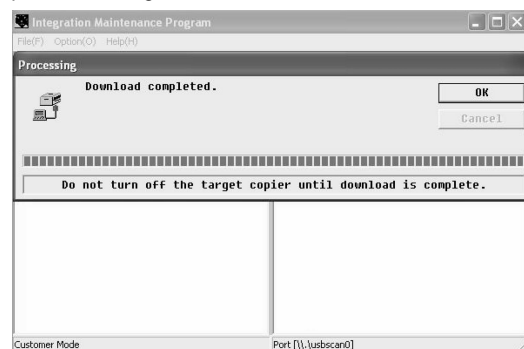 Integration Maintenance Program
File(F) Option(O) Help(H)
Processing
Download completed.
OK
Cancel
Do not turn off the target copier until download is complete.
Customer Mode
Port [\\.\usbscan0]